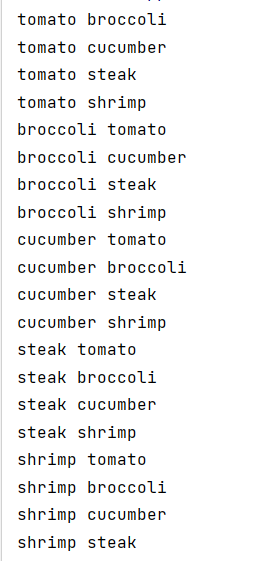 tomato broccoli
tomato cucumber
tomato steak
tomato shrimp
broccoli tomato
broccoli cucumber
broccoli steak
broccoli shrimp
cucumber tomato
cucumber broccoli
cucumber steak
cucumber shrimp
steak tomato
steak broccoli
steak cucumber
steak shrimp
shrimp tomato
shrimp broccoli
shrimp cucumber
shrimp steak